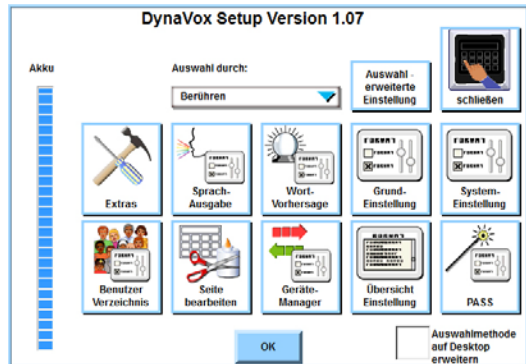 DynaVox Setup Version 1.07
Akku
Auswahl durch:
Berühren
Auswahl -
erweiterte
Einstellung
schließen
Extras
Sprach-
Ausgabe
Wort-
Vorhersage
Grund-
Einstellung
System-
Einstellung
Benutzer
Verzeichnis
Seite
bearbeiten
Geräte-
Manager
Übersicht
Einstellung
PASS
OK
Auswahlmethode
auf Desktop
erweitern